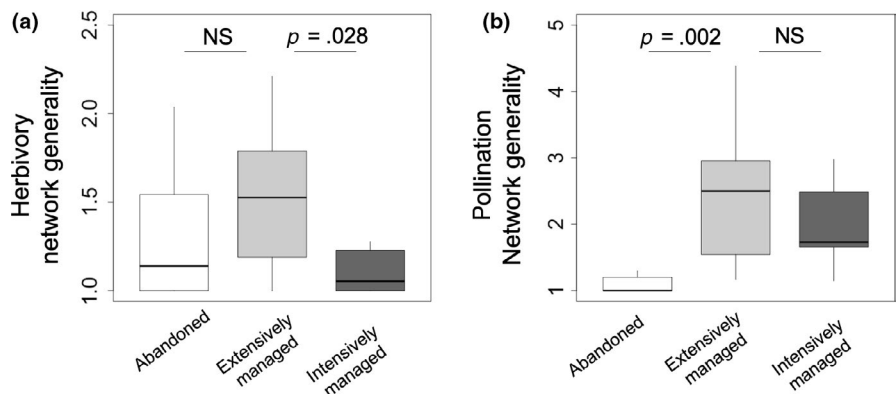 (a)
Herbivory
network generality
2.5
2.0
1.5
1.0
NS
p = .028
Abandoned
Extensively
managed
Intensively
managed
(b)
Pollination
Network generality
5
4
3
2
1
p = .002
NS
Abandoned
Extensively
managed
Intensively
managed